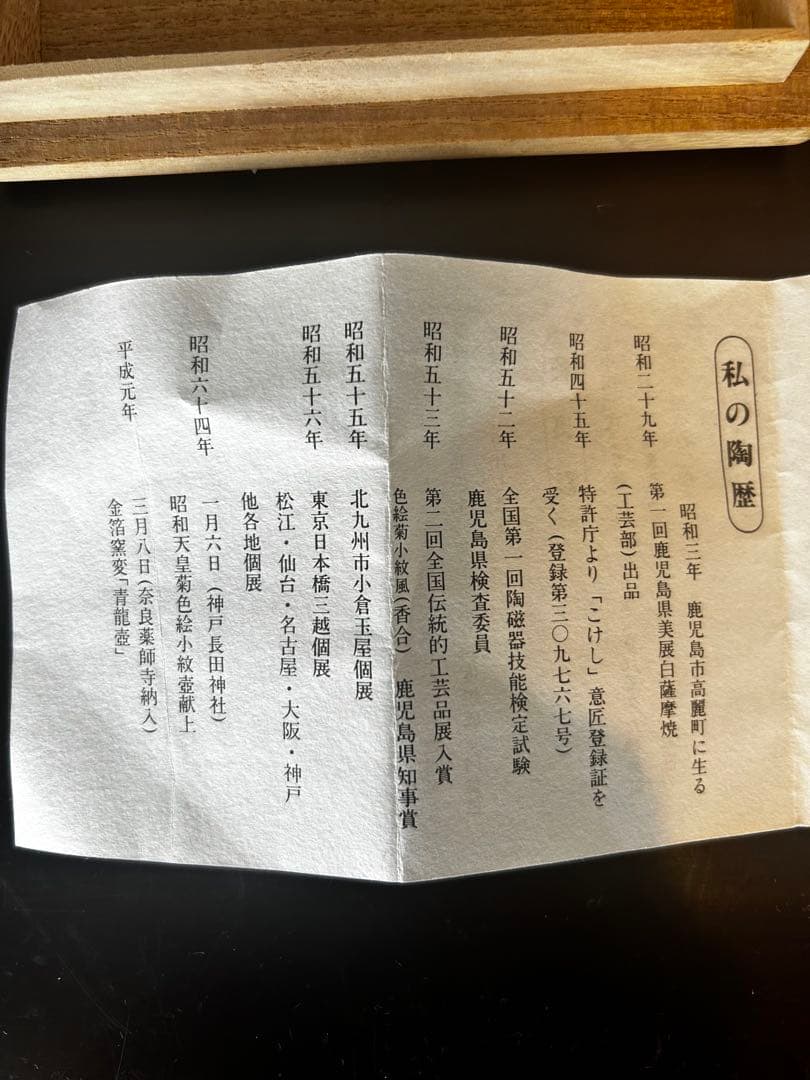 私の陶歴
昭和三年 鹿児島市高麗町に生る
昭和二十九年 第一回鹿児島県美展白薩摩焼
(工芸部)出品
昭和四十五年 特許庁より「こけし」意匠登録証を
受く(登録第三〇九七六七号)
昭和五十二年 全国第一回陶磁器技能検定試験
鹿児島県検査委員
昭和五十三年 第二回全国伝統的工芸品展入賞
色絵菊小紋風(香合) 鹿児島県知事賞
昭和五十五年 北九州市小倉玉屋個展
昭和五十六年 東京日本橋三越個展
松江・仙台・名古屋・大阪・神戸
他各地個展
昭和六十四年 一月六日(神戸長田神社)
昭和天皇菊色絵小紋壺献上
平成元年 三月八日(奈良薬師寺納入)
金箔窯変「青龍壺」